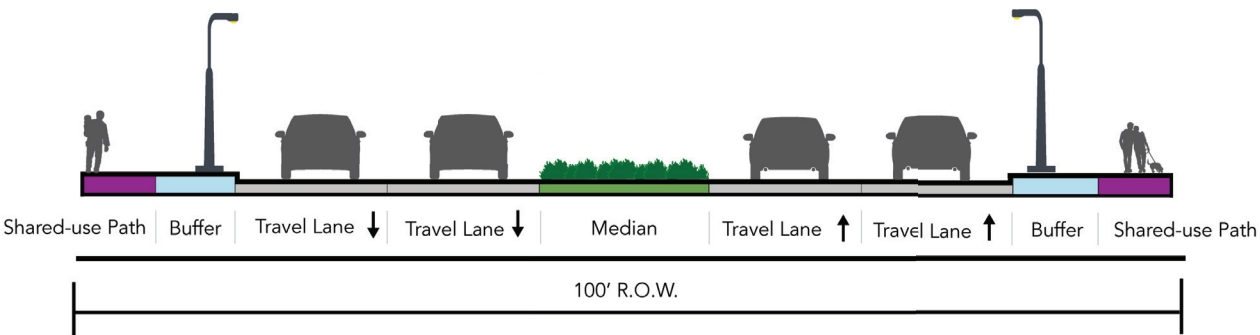 Shared-use Path Buffer Travel Lane ↓ Travel Lane ↓ Median Travel Lane ↑ Travel Lane ↑ Buffer Shared-use Path
100' R.O.W.